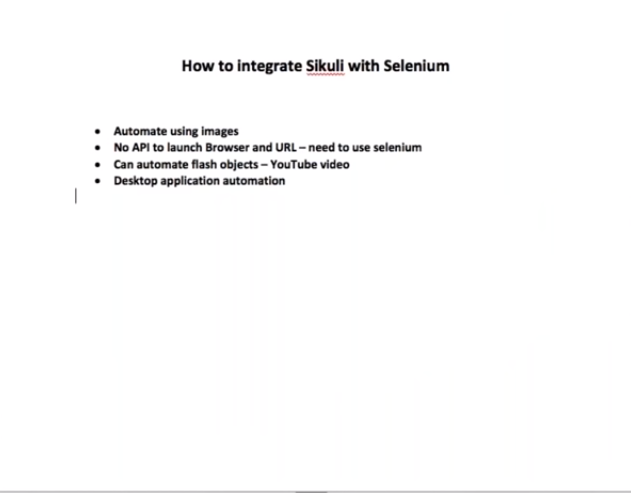 How to integrate Sikuli with Selenium
• Automate using images
• No API to launch Browser and URL – need to use selenium
• Can automate flash objects – YouTube video
• Desktop application automation